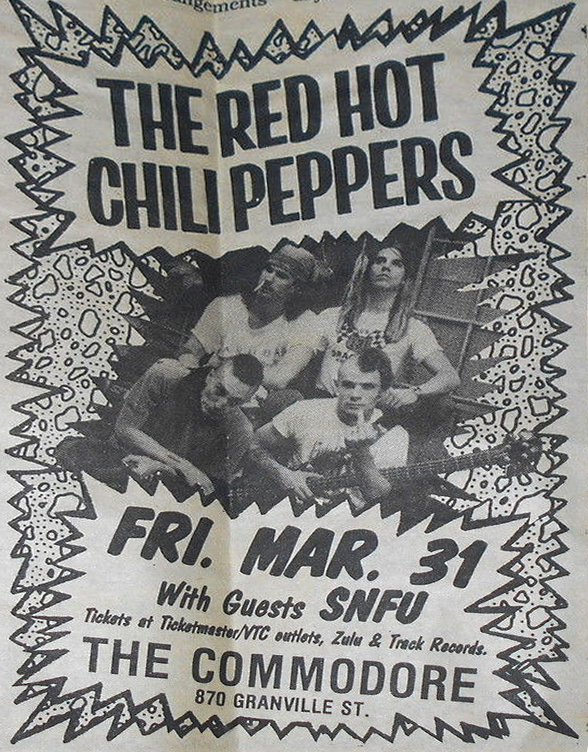 THE RED HOT
CHILI PEPPERS
FRI. MAR. 31
With Guests SNFU
Tickets at Ticketmaster/VTC outlets, Zulu & Track Records.
THE COMMODORE
870 GRANVILLE ST.